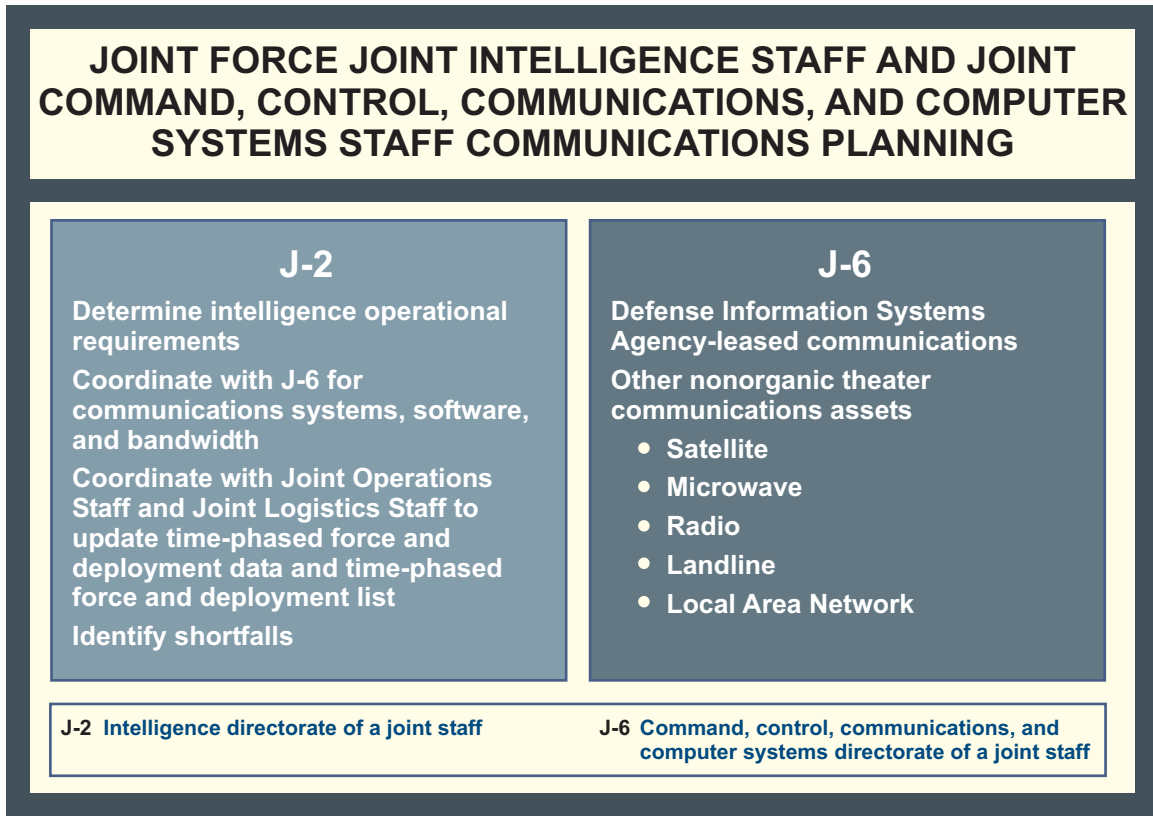 JOINT FORCE JOINT INTELLIGENCE STAFF AND JOINT
COMMAND, CONTROL, COMMUNICATIONS, AND COMPUTER
SYSTEMS STAFF COMMUNICATIONS PLANNING
J-2
Determine intelligence operational
requirements
Coordinate with J-6 for
communications systems, software,
and bandwidth
Coordinate with Joint Operations
Staff and Joint Logistics Staff to
update time-phased force and
deployment data and time-phased
force and deployment list
Identify shortfalls
J-6
Defense Information Systems
Agency-leased communications
Other nonorganic theater
communications assets
• Satellite
• Microwave
• Radio
• Landline
• Local Area Network
J-2 Intelligence directorate of a joint staff
J-6 Command, control, communications, and
computer systems directorate of a joint staff